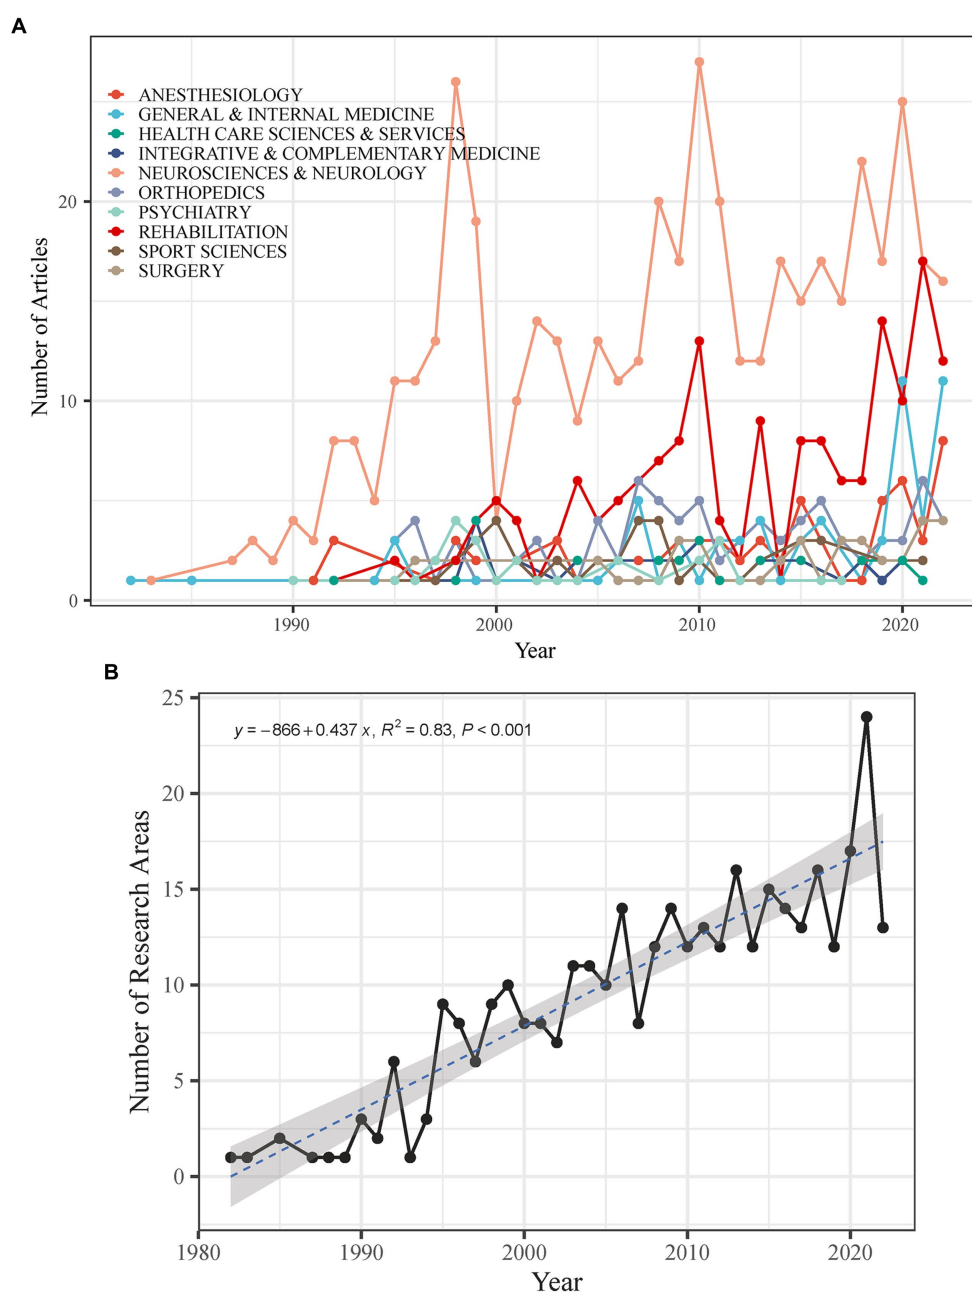 A
ANESTHESIOLOGY
GENERAL & INTERNAL MEDICINE
HEALTH CARE SCIENCES & SERVICES
INTEGRATIVE & COMPLEMENTARY MEDICINE
NEUROSCIENCES & NEUROLOGY
ORTHOPEDICS
PSYCHIATRY
REHABILITATION
SPORT SCIENCES
SURGERY
Number of Articles
20
10
0
1990 2000 2010 2020
Year
B
y = −866 + 0.437 x, R² = 0.83, P < 0.001
Number of Research Areas
25
20
15
10
5
0
1980 1990 2000 2010 2020
Year